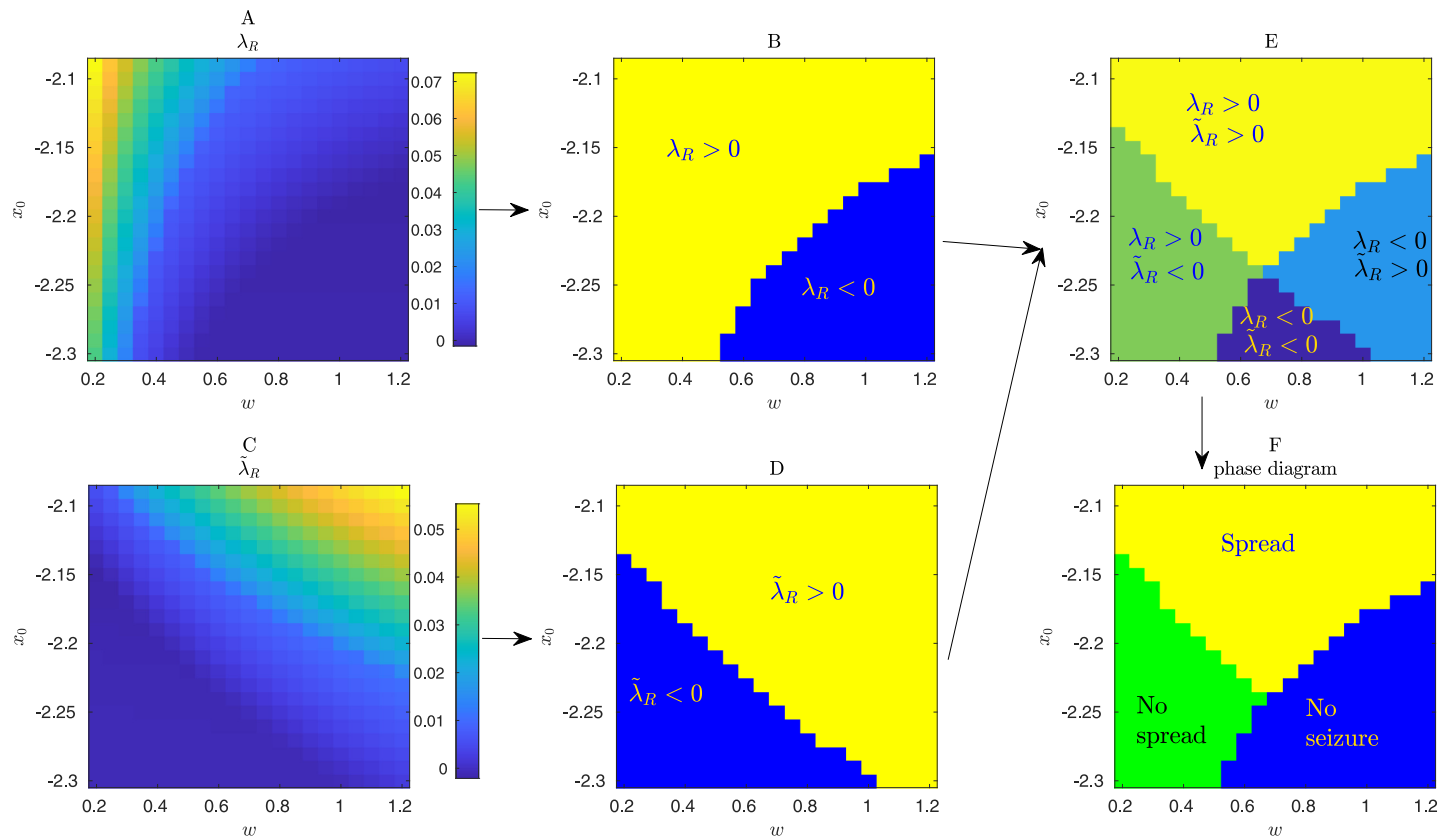 A
λ_R
x_0
-2.1
-2.15
-2.2
-2.25
-2.3
0.2 0.4 0.6 0.8 1 1.2
w
0.07
0.06
0.05
0.04
0.03
0.02
0.01
0
B
x_0
-2.1
-2.15
-2.2
-2.25
-2.3
λ_R > 0
λ_R < 0
0.2 0.4 0.6 0.8 1 1.2
w
E
x_0
-2.1
-2.15
-2.2
-2.25
-2.3
λ_R > 0
λ̃_R > 0
λ_R > 0
λ̃_R < 0
λ_R < 0
λ̃_R > 0
λ_R < 0
λ̃_R < 0
0.2 0.4 0.6 0.8 1 1.2
w
C
λ̃_R
x_0
-2.1
-2.15
-2.2
-2.25
-2.3
0.2 0.4 0.6 0.8 1 1.2
w
0.05
0.04
0.03
0.02
0.01
0
D
x_0
-2.1
-2.15
-2.2
-2.25
-2.3
λ̃_R > 0
λ̃_R < 0
0.2 0.4 0.6 0.8 1 1.2
w
F
phase diagram
x_0
-2.1
-2.15
-2.2
-2.25
-2.3
Spread
No
spread
No
seizure
0.2 0.4 0.6 0.8 1 1.2
w